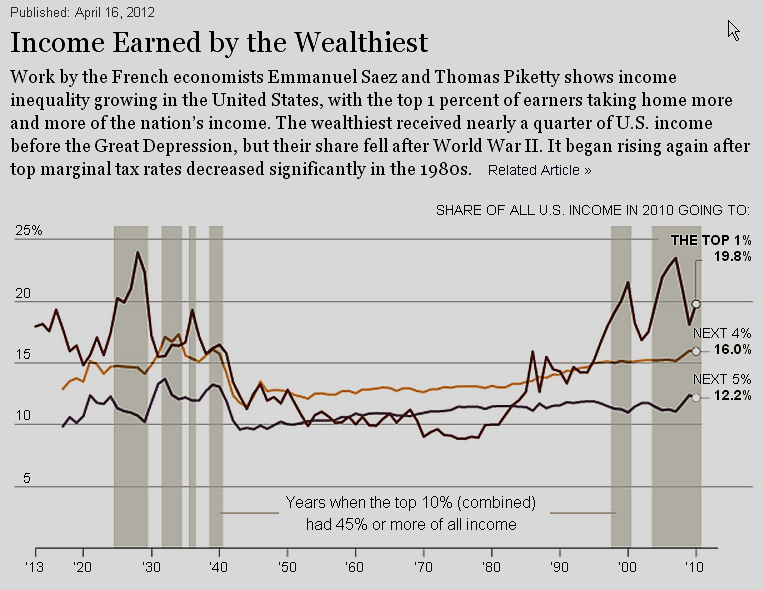 Published: April 16, 2012
Income Earned by the Wealthiest
Work by the French economists Emmanuel Saez and Thomas Piketty shows income
inequality growing in the United States, with the top 1 percent of earners taking home more
and more of the nation's income. The wealthiest received nearly a quarter of U.S. income
before the Great Depression, but their share fell after World War II. It began rising again after
top marginal tax rates decreased significantly in the 1980s. Related Article »
SHARE OF ALL U.S. INCOME IN 2010 GOING TO:
25%
THE TOP 1%
19.8%
20
NEXT 4%
16.0%
15
NEXT 5%
12.2%
10
5
Years when the top 10% (combined)
had 45% or more of all income
'13 '20 '30 '40 '50 '60 '70 '80 '90 '00 '10